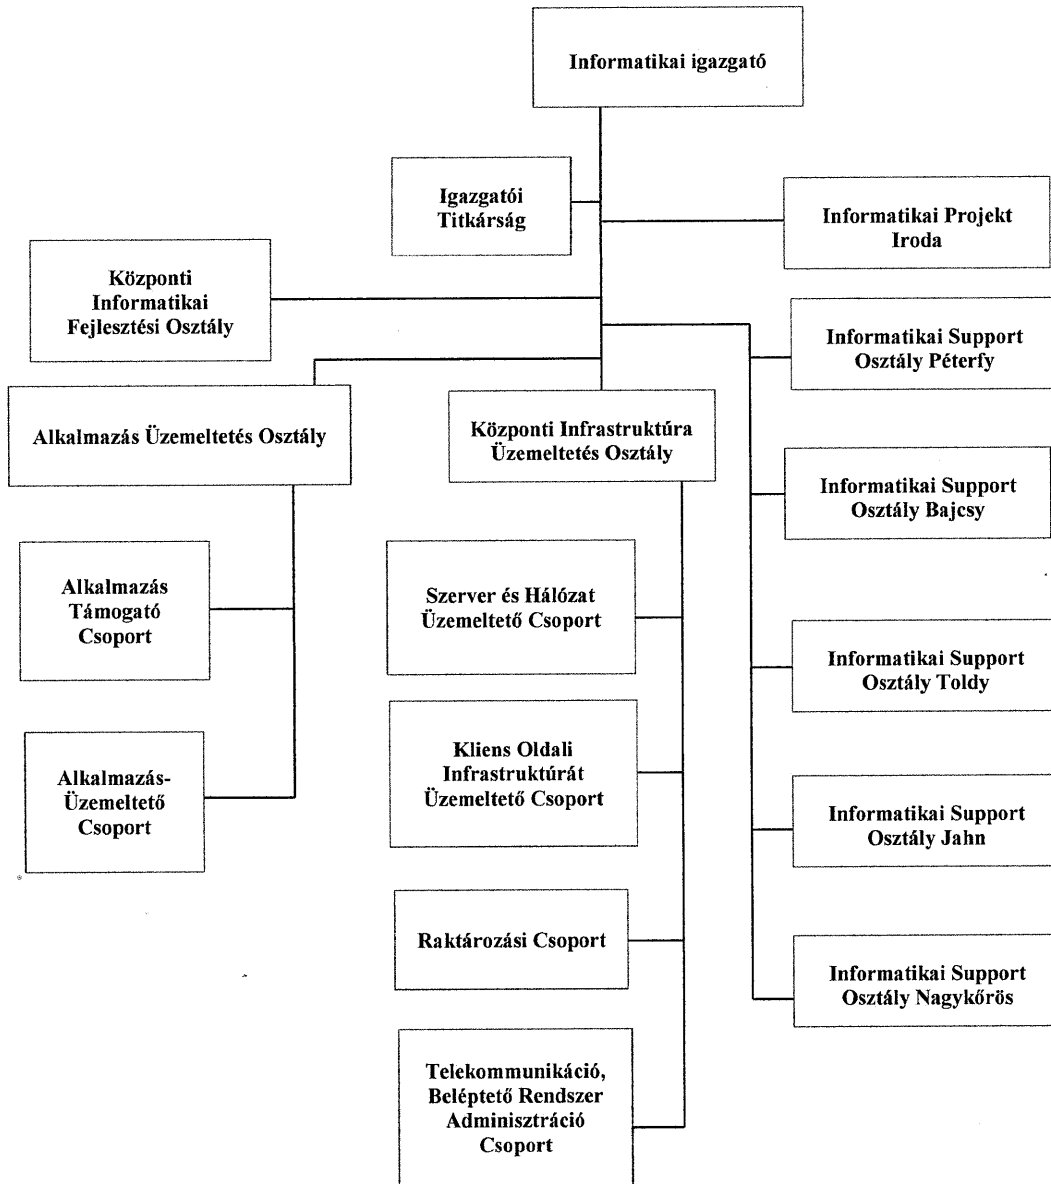 Informatikai igazgató
Igazgatói
Titkárság
Informatikai Projekt
Iroda
Központi
Informatikai
Fejlesztési Osztály
Informatikai Support
Osztály Péterfy
Alkalmazás Üzemeltetés Osztály
Központi Infrastruktúra
Üzemeltetés Osztály
Informatikai Support
Osztály Bajcsy
Alkalmazás
Támogató
Csoport
Szerver és Hálózat
Üzemeltető Csoport
Informatikai Support
Osztály Toldy
Alkalmazás-
Üzemeltető
Csoport
Kliens Oldali
Infrastruktúrát
Üzemeltető Csoport
Informatikai Support
Osztály Jahn
Raktározási Csoport
Informatikai Support
Osztály Nagykőrös
Telekommunikáció,
Beléptető Rendszer
Adminisztráció
Csoport